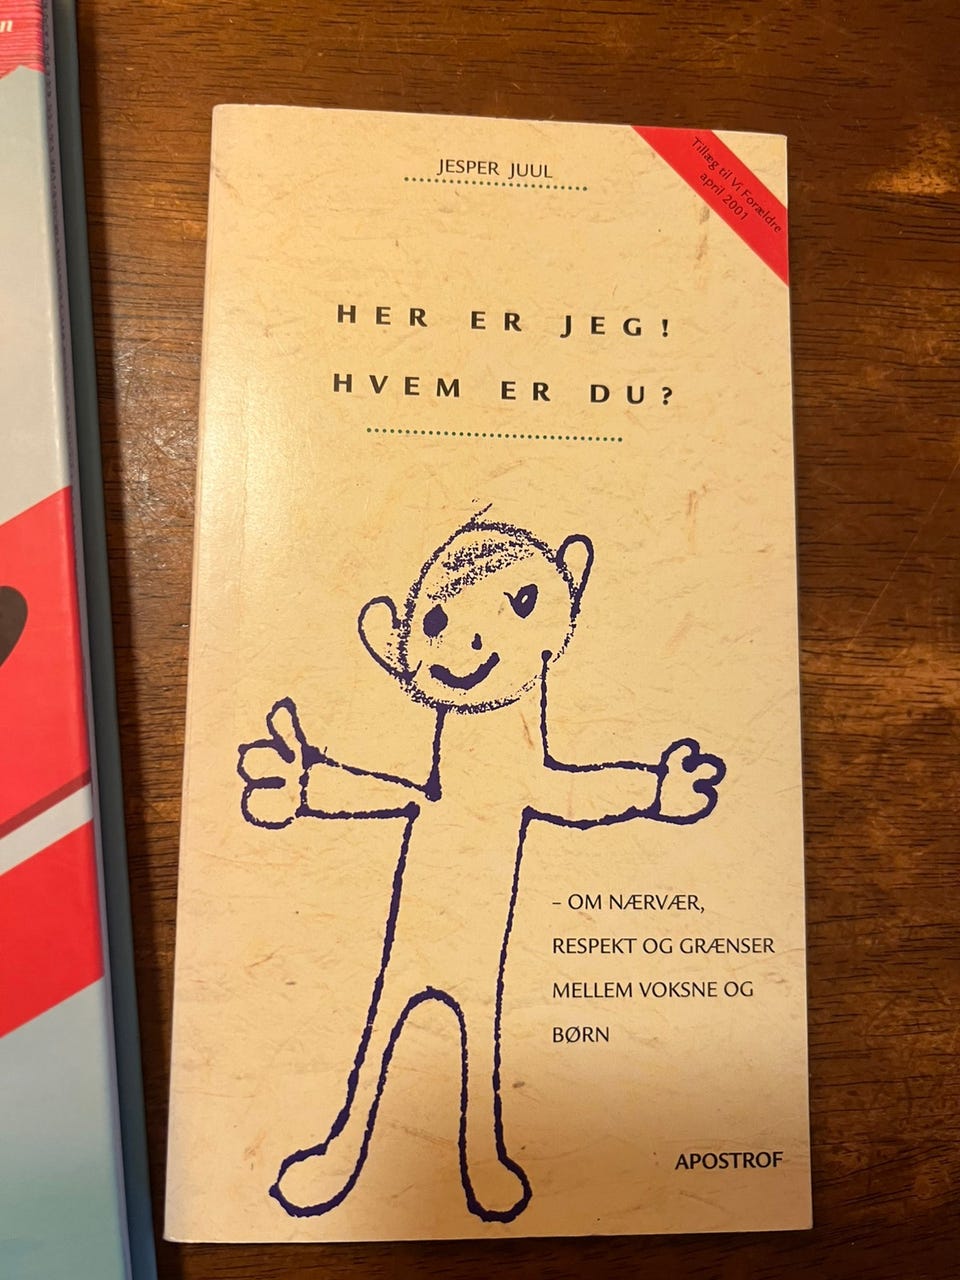 JESPER JUUL
Tillæg til Vi Forældre
april 2001
HER ER JEG!
HVEM ER DU?
– OM NÆRVÆR,
RESPEKT OG GRÆNSER
MELLEM VOKSNE OG
BØRN
APOSTROF